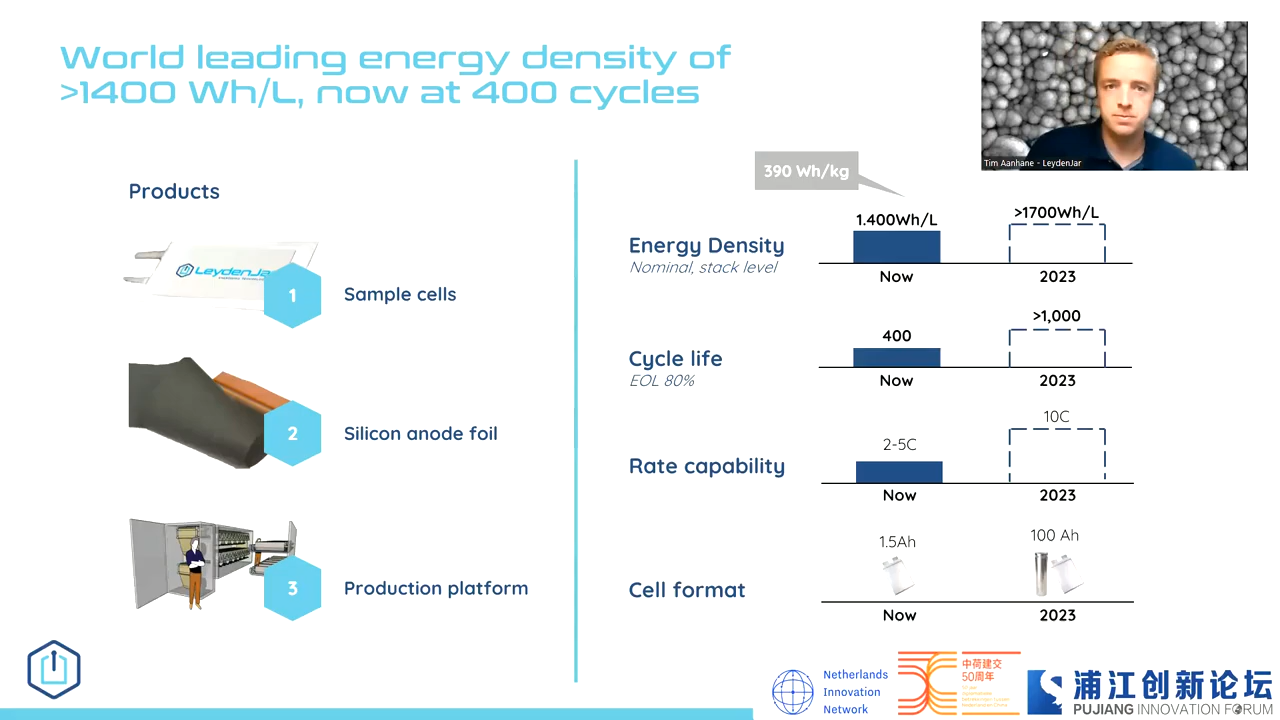 World leading energy density of
>1400 Wh/L, now at 400 cycles
Tim Aanhane - LeydenJar
Products
LeydenJa
1
Sample cells
2
Silicon anode foil
3
Production platform
390 Wh/kg
Energy Density
Nominal, stack level
1.400Wh/L
>1700Wh/L
Now
2023
Cycle life
EOL 80%
400
>1,000
Now
2023
Rate capability
2-5C
10C
Now
2023
Cell format
1.5Ah
100 Ah
Now
2023
Netherlands
Innovation
Network
中荷建交
50周年
浦江创新论坛
PUJIANG INNOVATION FORUM